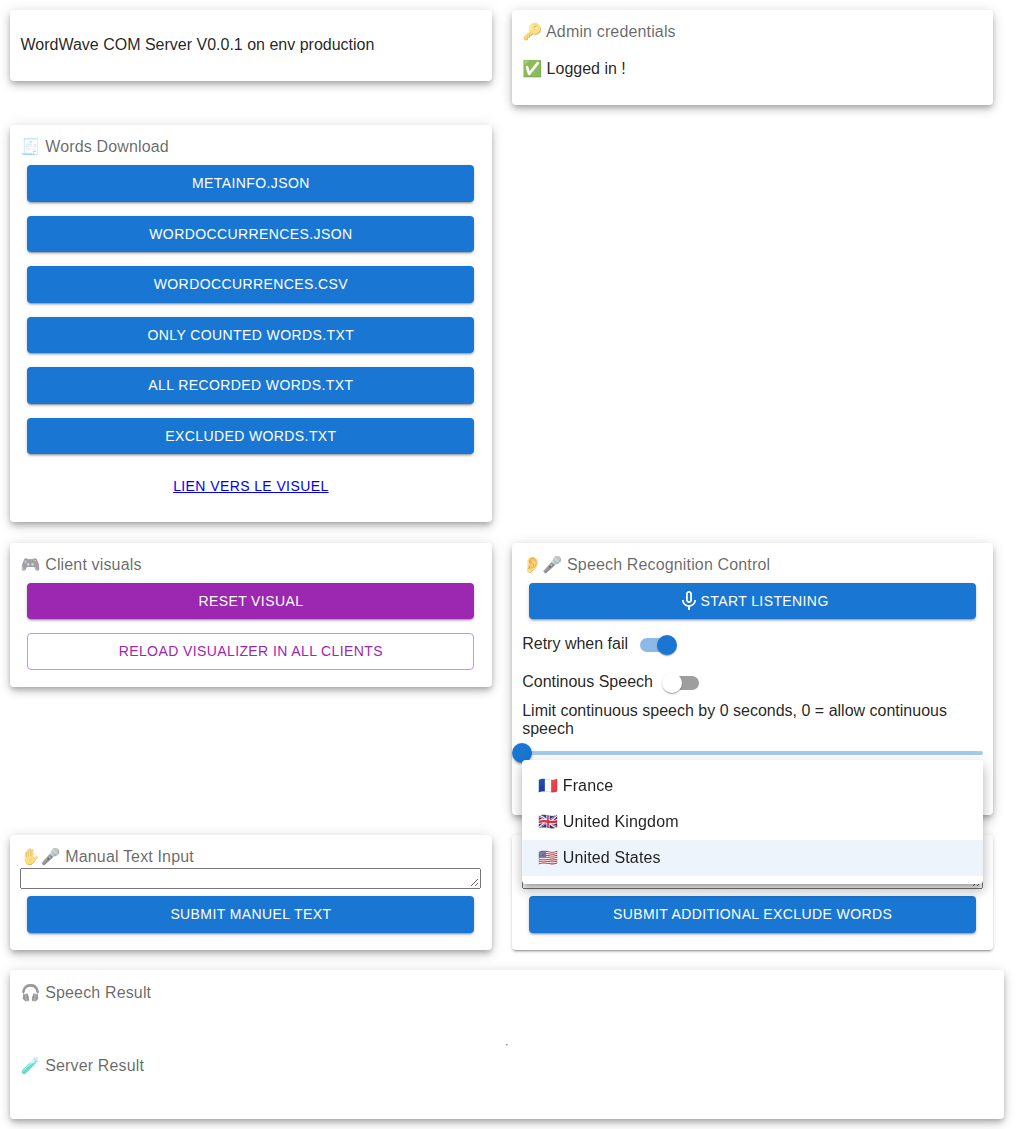 WordWave COM Server V0.0.1 on env production
🔑 Admin credentials
✅ Logged in !
🧾 Words Download
METAINFO.JSON
WORDOCCURRENCES.JSON
WORDOCCURRENCES.CSV
ONLY COUNTED WORDS.TXT
ALL RECORDED WORDS.TXT
EXCLUDED WORDS.TXT
LIEN VERS LE VISUEL
🎮 Client visuals
RESET VISUAL
RELOAD VISUALIZER IN ALL CLIENTS
👂🎤 Speech Recognition Control
START LISTENING
Retry when fail
Continous Speech
Limit continuous speech by 0 seconds, 0 = allow continuous
speech
🇫🇷 France
🇬🇧 United Kingdom
🇺🇸 United States
✋🎤 Manual Text Input
SUBMIT MANUEL TEXT
SUBMIT ADDITIONAL EXCLUDE WORDS
🎧 Speech Result
.
🧪 Server Result